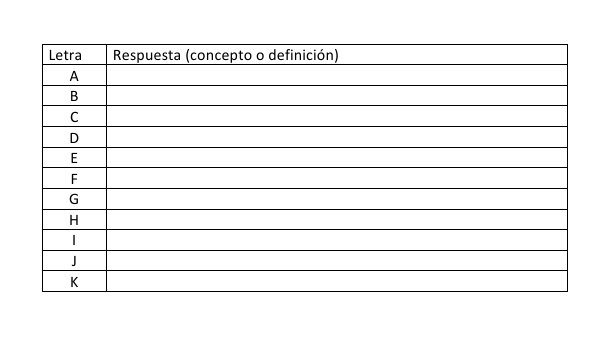 Letra Respuesta (concepto o definición)
A
B
C
D
E
F
G
H
I
J
K